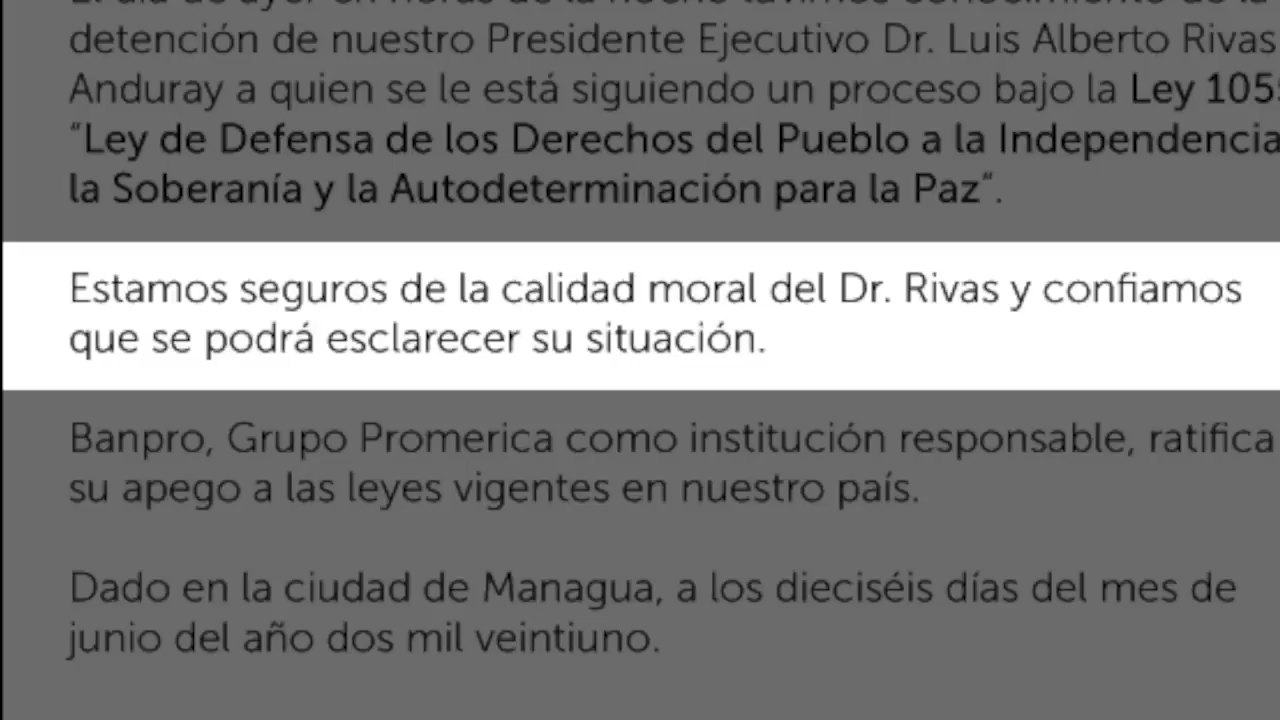 detención de nuestro Presidente Ejecutivo Dr. Luis Alberto Rivas
Anduray a quien se le está siguiendo un proceso bajo la Ley
“Ley de Defensa de los Derechos del Pueblo a la Independencia
la Soberanía y la Autodeterminación para la Paz“.
Estamos seguros de la calidad moral del Dr. Rivas y confiamos
que se podrá esclarecer su situación.
Banpro, Grupo Promerica como institución responsable, ratifica
su apego a las leyes vigentes en nuestro país.
Dado en la ciudad de Managua, a los dieciséis días del mes de
junio del año dos mil veintiuno.